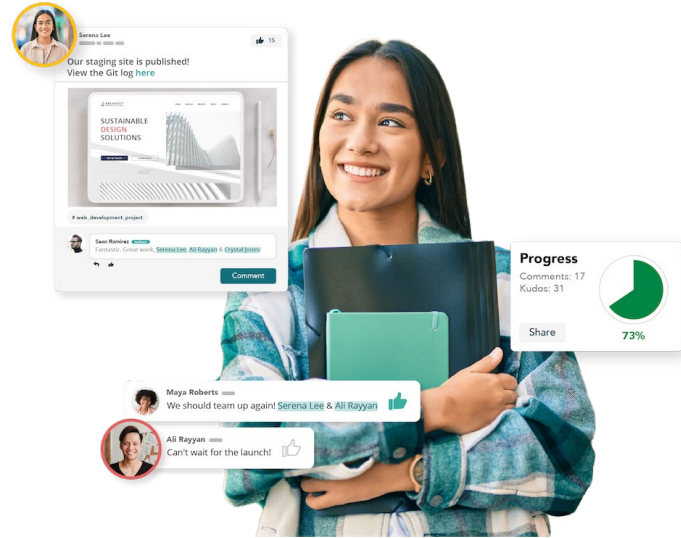 Serena Lee
15
Our staging site is published!
View the Git log here
ARCHITECT
SUSTAINABLE
DESIGN
SOLUTIONS
# web_development_project
Sean Ramirez
Fantastic. Great work, Serena Lee, Ali Rayyan & Crystal Jones!
Comment
Progress
Comments: 17
Kudos: 31
Share
73%
Maya Roberts
We should team up again! Serena Lee & Ali Rayyan
Ali Rayyan
Can't wait for the launch!